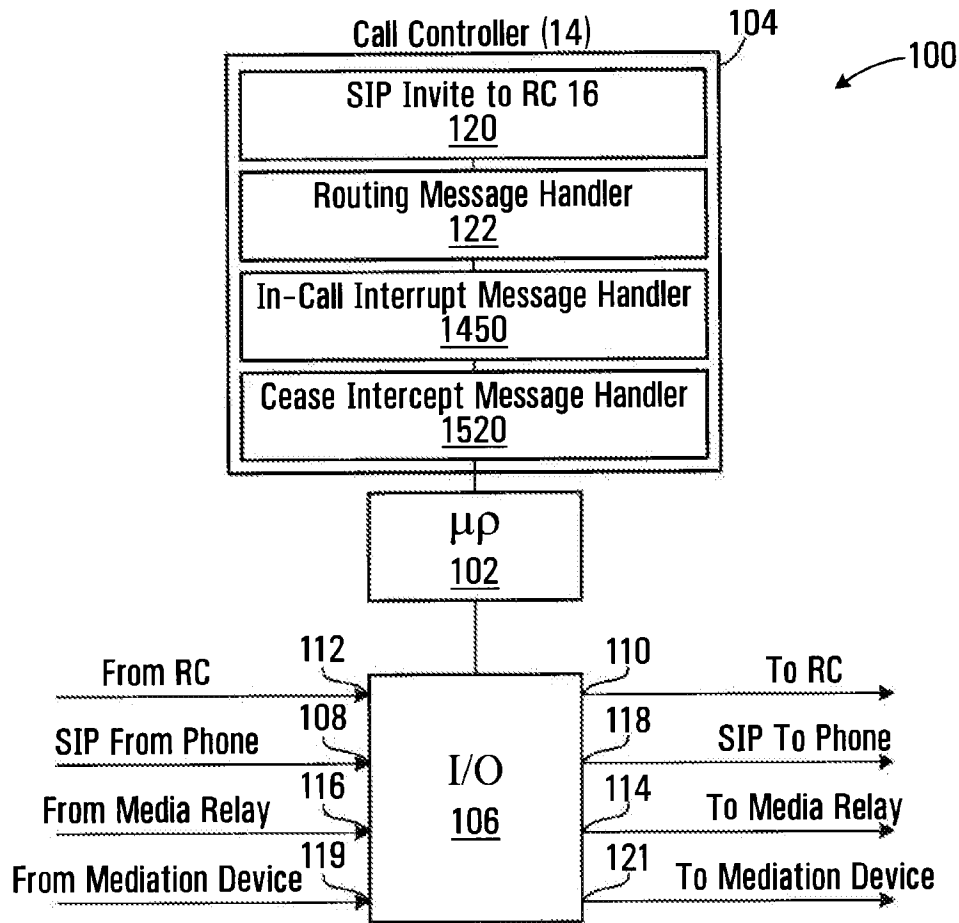 Call Controller (14)
104
100
SIP Invite to RC 16
120
Routing Message Handler
122
In-Call Interrupt Message Handler
1450
Cease Intercept Message Handler
1520
μρ
102
From RC
112
110
To RC
SIP From Phone
108
118
SIP To Phone
I/O
106
From Media Relay
116
114
To Media Relay
From Mediation Device
119
121
To Mediation Device